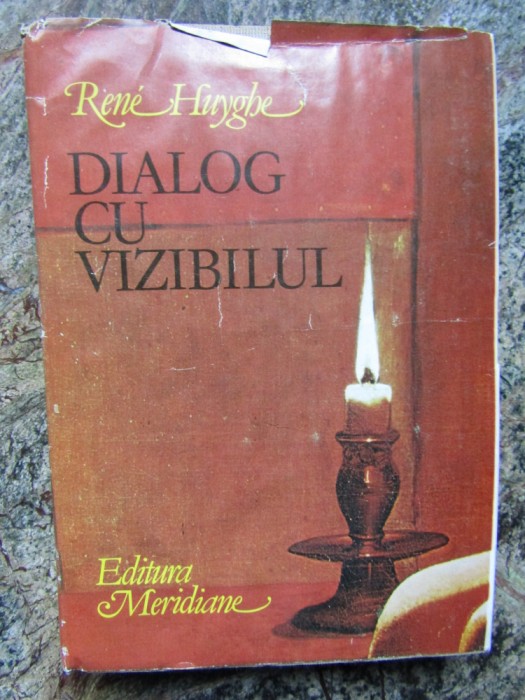 René Huyghe
DIALOG
CU
VIZIBILUL
Editura
Meridiane